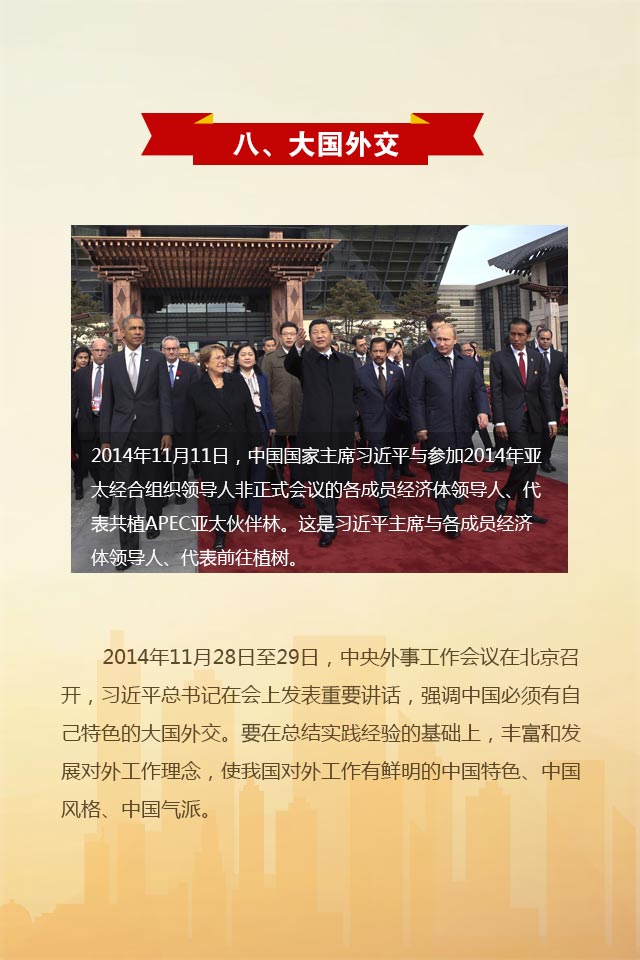 八、大国外交
2014年11月11日，中国国家主席习近平与参加2014年亚
太经合组织领导人非正式会议的各成员经济体领导人、代
表共植APEC亚太伙伴林。这是习近平主席与各成员经济
体领导人、代表前往植树。
2014年11月28日至29日，中央外事工作会议在北京召
开，习近平总书记在会上发表重要讲话，强调中国必须有自
己特色的大国外交。要在总结实践经验的基础上，丰富和发
展对外工作理念，使我国对外工作有鲜明的中国特色、中国
风格、中国气派。